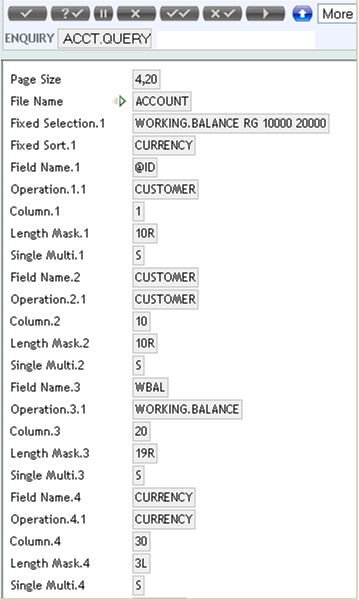 More
ENQUIRY ACCT.QUERY
Page Size 4,20
File Name ACCOUNT
Fixed Selection.1 WORKING.BALANCE RG 10000 20000
Fixed Sort.1 CURRENCY
Field Name.1 @ID
Operation.1.1 CUSTOMER
Column.1 1
Length Mask.1 10R
Single Multi.1 S
Field Name.2 CUSTOMER
Operation.2.1 CUSTOMER
Column.2 10
Length Mask.2 10R
Single Multi.2 S
Field Name.3 WBAL
Operation.3.1 WORKING.BALANCE
Column.3 20
Length Mask.3 19R
Single Multi.3 S
Field Name.4 CURRENCY
Operation.4.1 CURRENCY
Column.4 30
Length Mask.4 3L
Single Multi.4 S